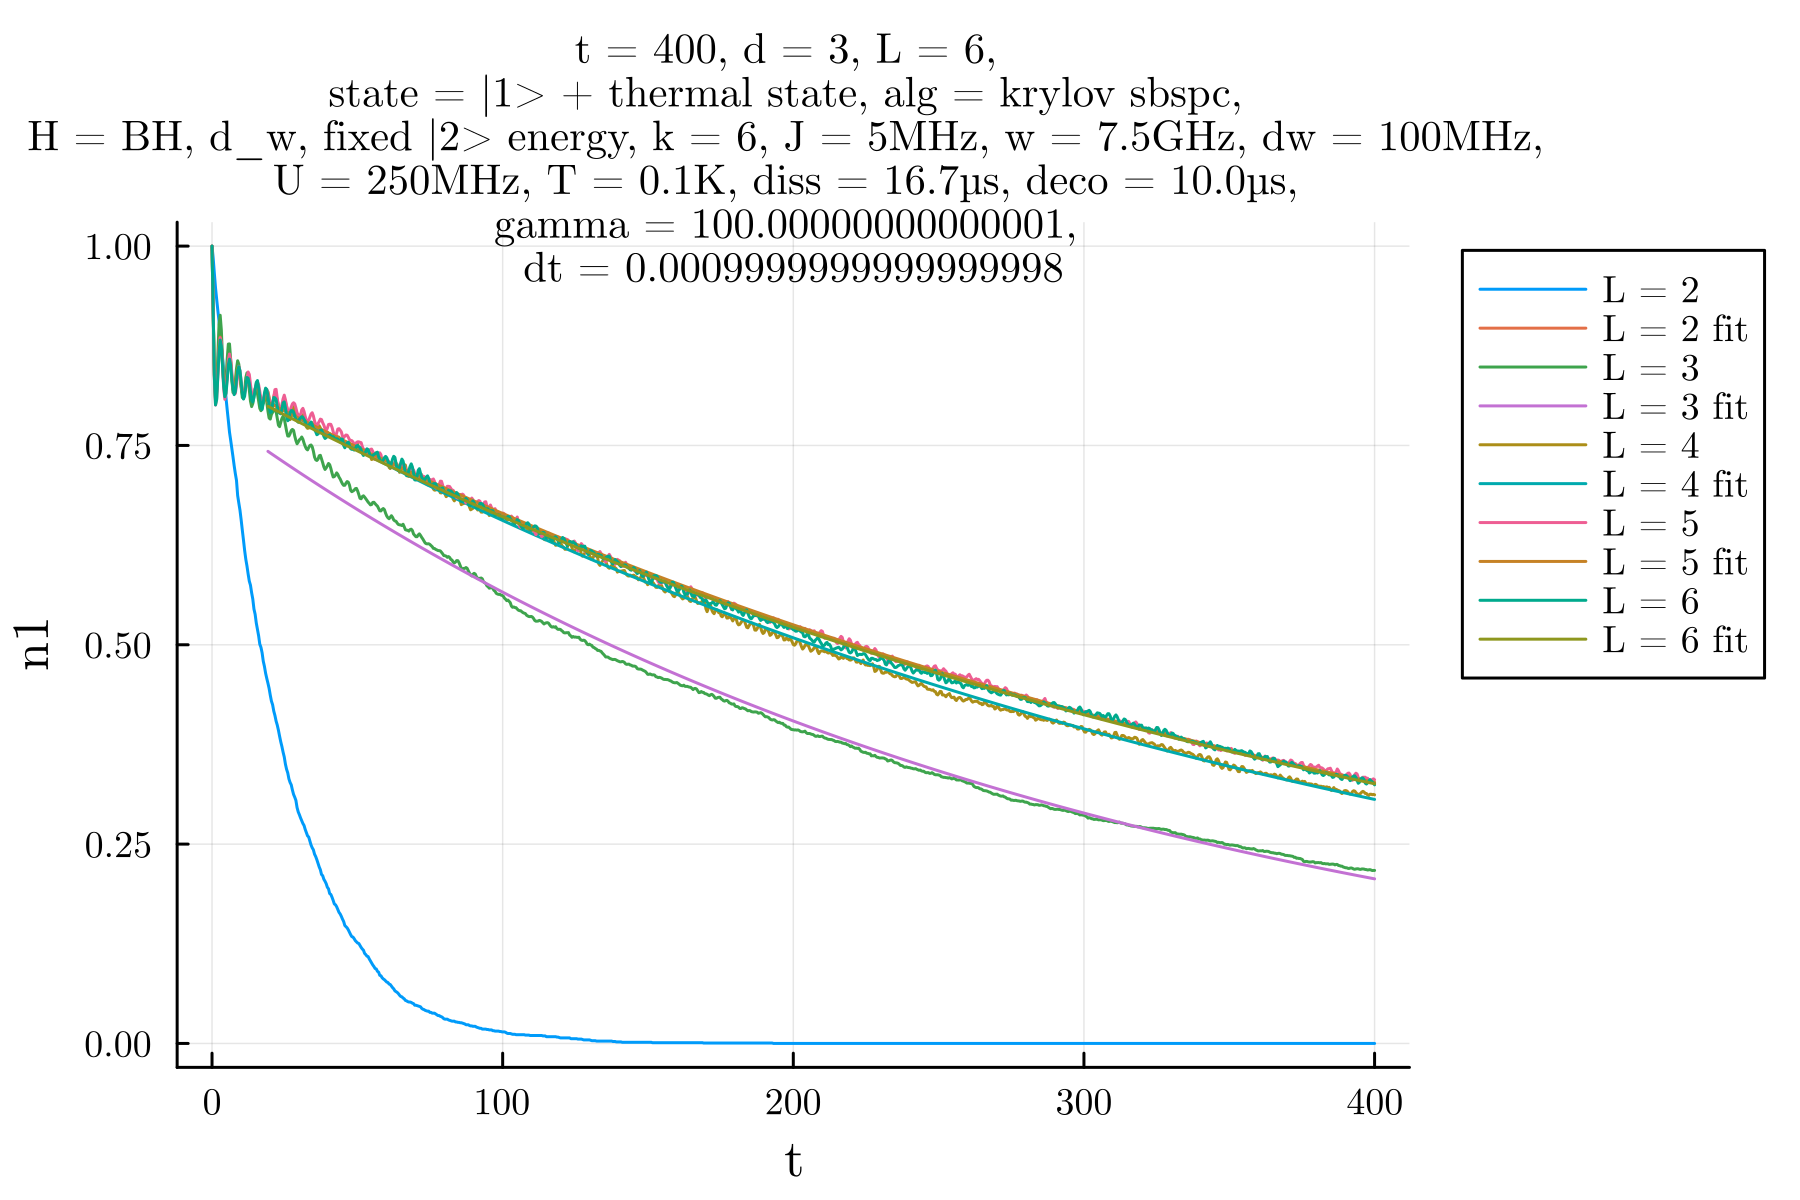 t = 400, d = 3, L = 6,
state = |1> + thermal state, alg = krylov sbspc,
H = BH, d_w, fixed |2> energy, k = 6, J = 5MHz, w = 7.5GHz, dw = 100MHz,
U = 250MHz, T = 0.1K, diss = 16.7µs, deco = 10.0µs,
gamma = 100.00000000000001,
dt = 0.0009999999999999998
1.00
0.75
0.50
0.25
0.00
n1
0
100
200
300
400
t
L = 2
L = 2 fit
L = 3
L = 3 fit
L = 4
L = 4 fit
L = 5
L = 5 fit
L = 6
L = 6 fit